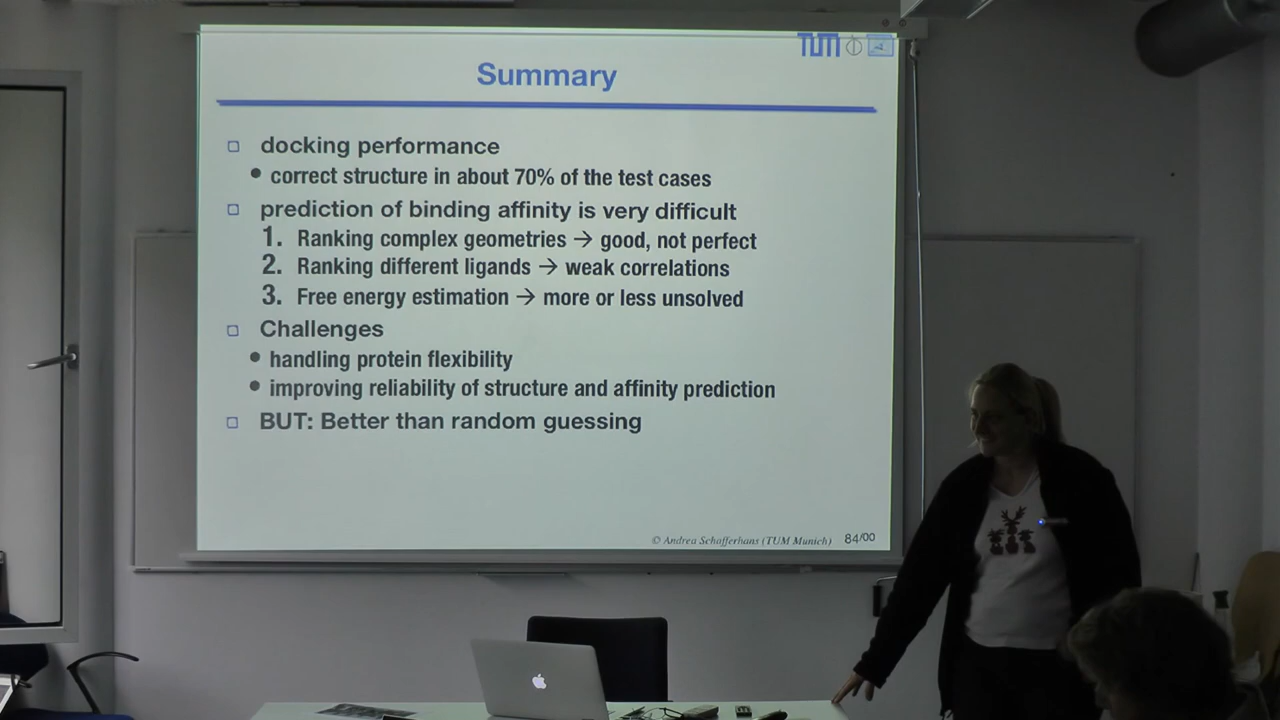 TUM
Summary
docking performance
correct structure in about 70% of the test cases
prediction of binding affinity is very difficult
1. Ranking complex geometries → good, not perfect
2. Ranking different ligands → weak correlations
3. Free energy estimation → more or less unsolved
Challenges
handling protein flexibility
improving reliability of structure and affinity prediction
BUT: Better than random guessing
© Andrea Schafferhans (TUM Munich) 84/00